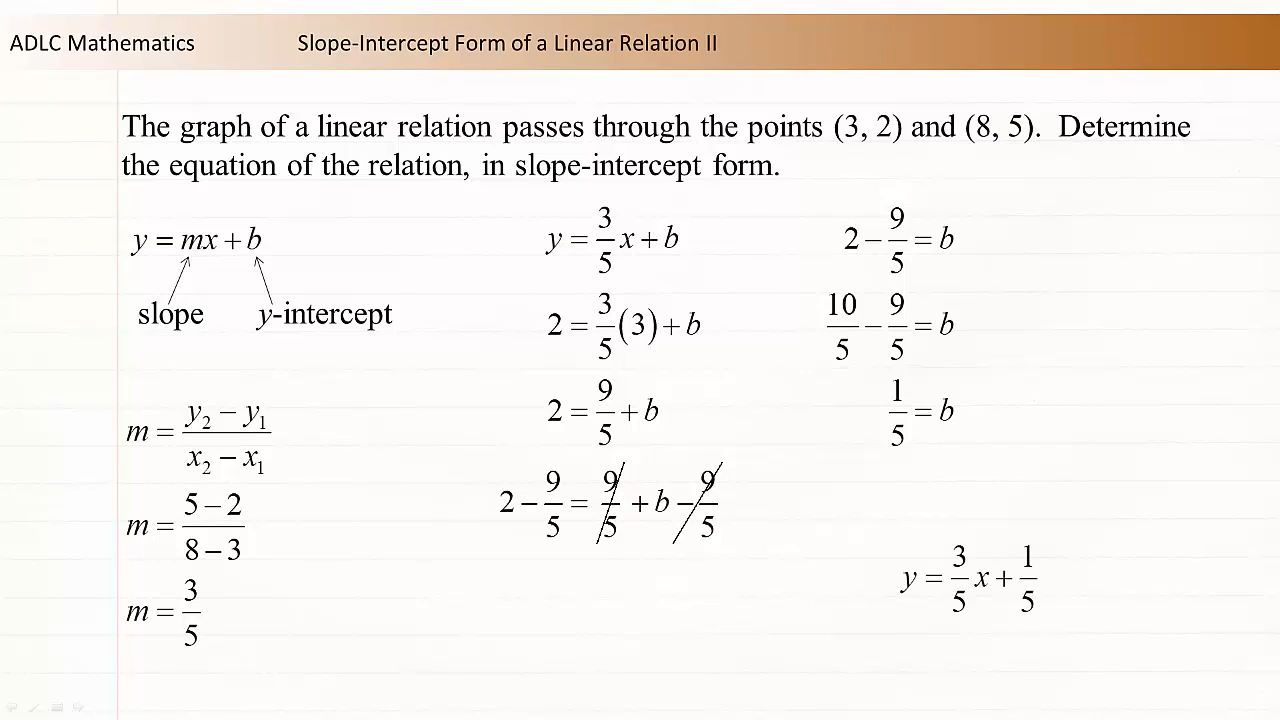 ADLC Mathematics Slope-Intercept Form of a Linear Relation II
The graph of a linear relation passes through the points (3, 2) and (8, 5). Determine
the equation of the relation, in slope-intercept form.
y = mx + b
slope y-intercept
m = (y₂ − y₁)/(x₂ − x₁)
m = (5 − 2)/(8 − 3)
m = 3/5
y = 3/5 x + b
2 = 3/5 (3) + b
2 = 9/5 + b
2 − 9/5 = 9/5 + b − 9/5
2 − 9/5 = b
10/5 − 9/5 = b
1/5 = b
y = 3/5 x + 1/5